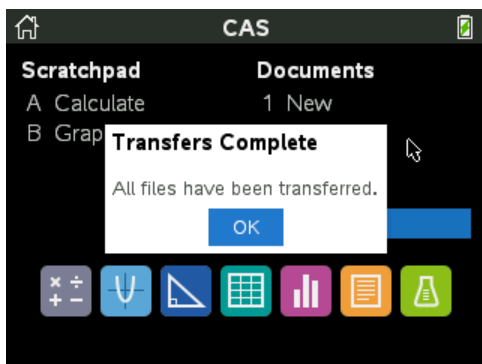 CAS
Scratchpad
A Calculate
B Grap
Documents
1 New
Transfers Complete
All files have been transferred.
OK